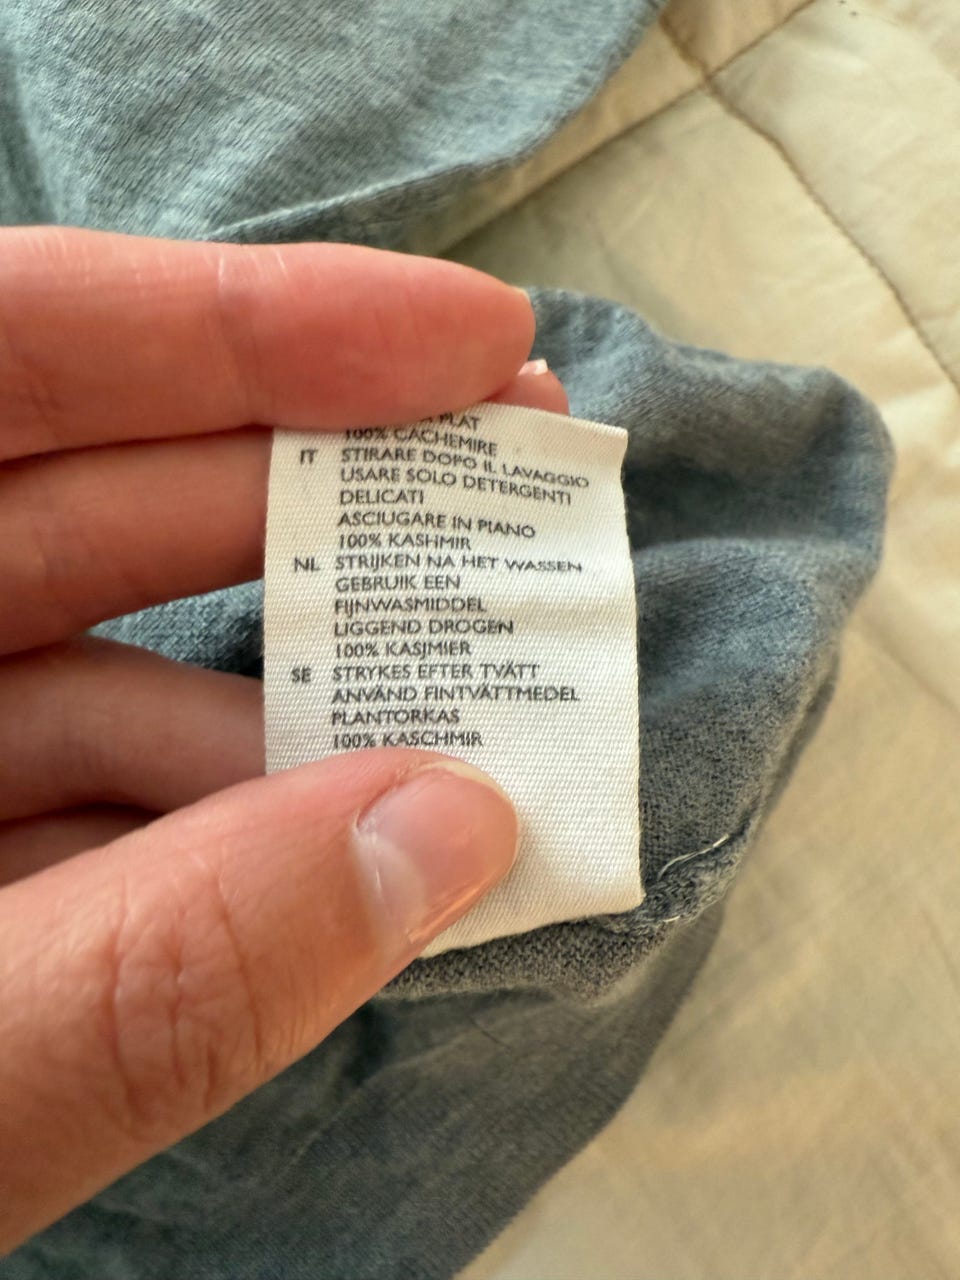 PLAT
100% CACHEMIRE
IT STIRARE DOPO IL LAVAGGIO
USARE SOLO DETERGENTI
DELICATI
ASCIUGARE IN PIANO
100% KASHMIR
NL STRIJKEN NA HET WASSEN
GEBRUIK EEN
FIJNWASMIDDEL
LIGGEND DROGEN
100% KASJMIER
SE STRYKES EFTER TVÄTT
ANVÄND FINTVÄTTMEDEL
PLANTORKAS
100% KASCHMIR